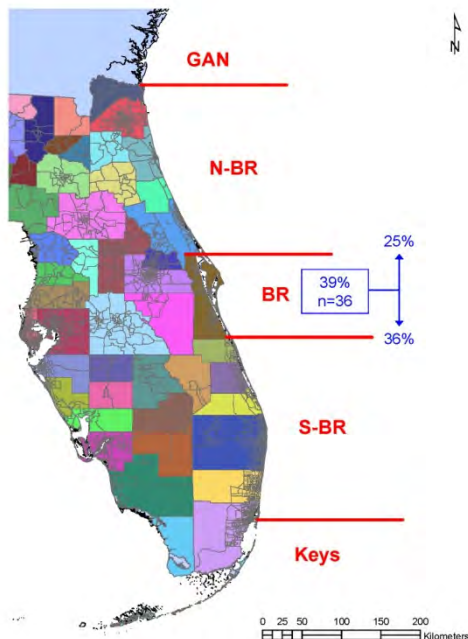 N
GAN
N-BR
25%
BR
39%
n=36
36%
S-BR
Keys
0 25 50 100 150 200
Kilometers